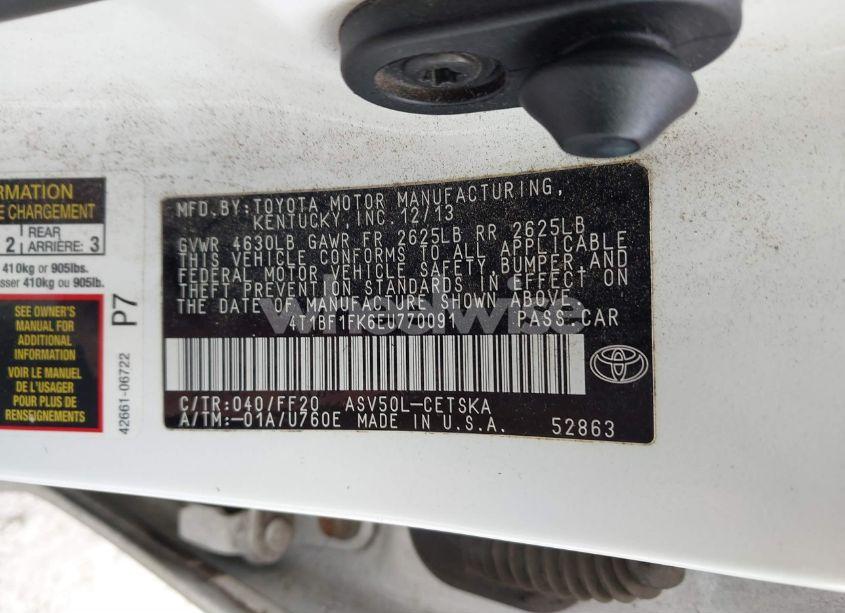 RMATION
E CHARGEMENT
2 REAR ARRIÈRE: 3
410kg or 905lbs.
sser 410kg ou 905lb.
SEE OWNER'S
MANUAL FOR
ADDITIONAL
INFORMATION
VOIR LE MANUEL
DE L'USAGER
POUR PLUS DE
RENSEIGNEMENTS
42661-06722 P7
MFD.BY:TOYOTA MOTOR MANUFACTURING,
KENTUCKY, INC. 12/13
GVWR 4630LB GAWR FR 2625LB RR 2625LB
THIS VEHICLE CONFORMS TO ALL APPLICABLE
FEDERAL MOTOR VEHICLE SAFETY, BUMPER, AND
THEFT PREVENTION STANDARDS IN EFFECT ON
THE DATE OF MANUFACTURE SHOWN ABOVE.
4T1BF1FK6EU770091 PASS.CAR
C/TR:040/FF20 ASV50L-CETSKA
A/TM:-01A/U760E MADE IN U.S.A. 52863